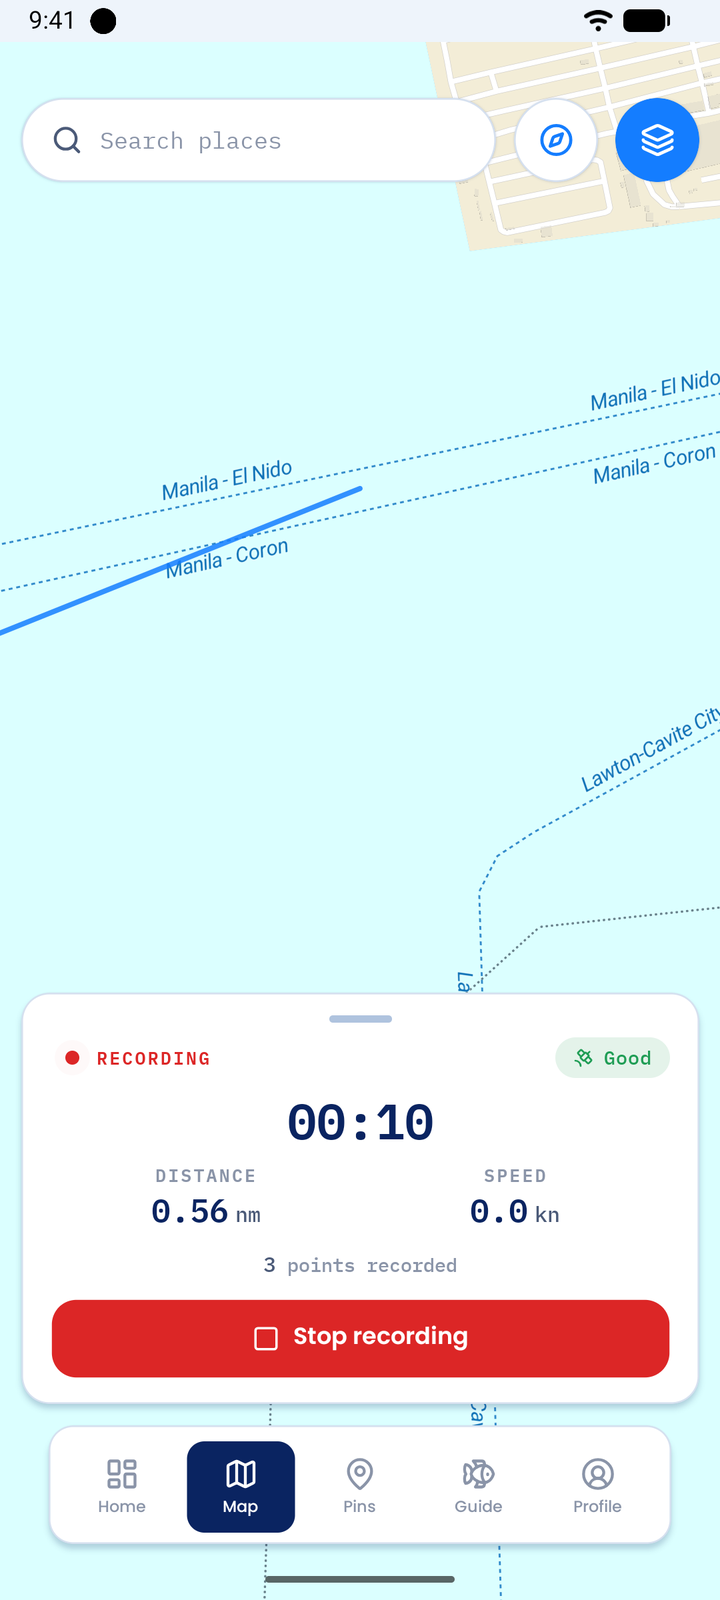 9:41
Search places
Manila - El Nido
Manila - El Nido
Manila - Coron
Manila - Coron
Lawton-Cavite City
La
RECORDING
Good
00:10
DISTANCE
SPEED
0.56 nm
0.0 kn
3 points recorded
Stop recording
Cav
Home
Map
Pins
Guide
Profile